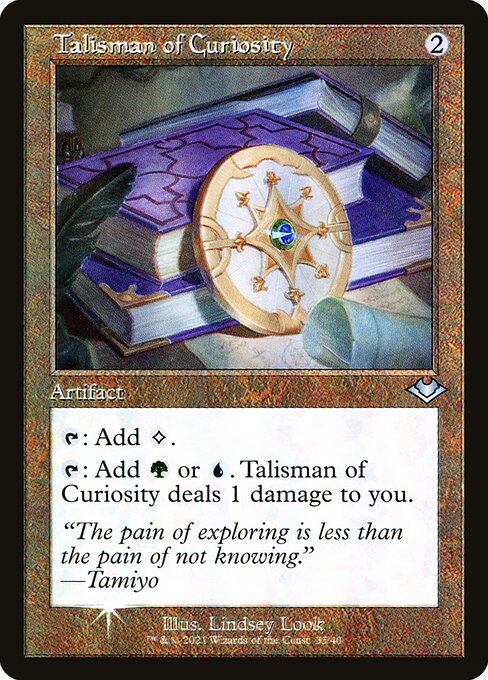 Talisman of Curiosity 2
Artifact
: Add .
: Add or . Talisman of
Curiosity deals 1 damage to you.
“The pain of exploring is less than
the pain of not knowing.”
—Tamiyo
Illus. Lindsey Look
™ & © 2021 Wizards of the Coast 33/40